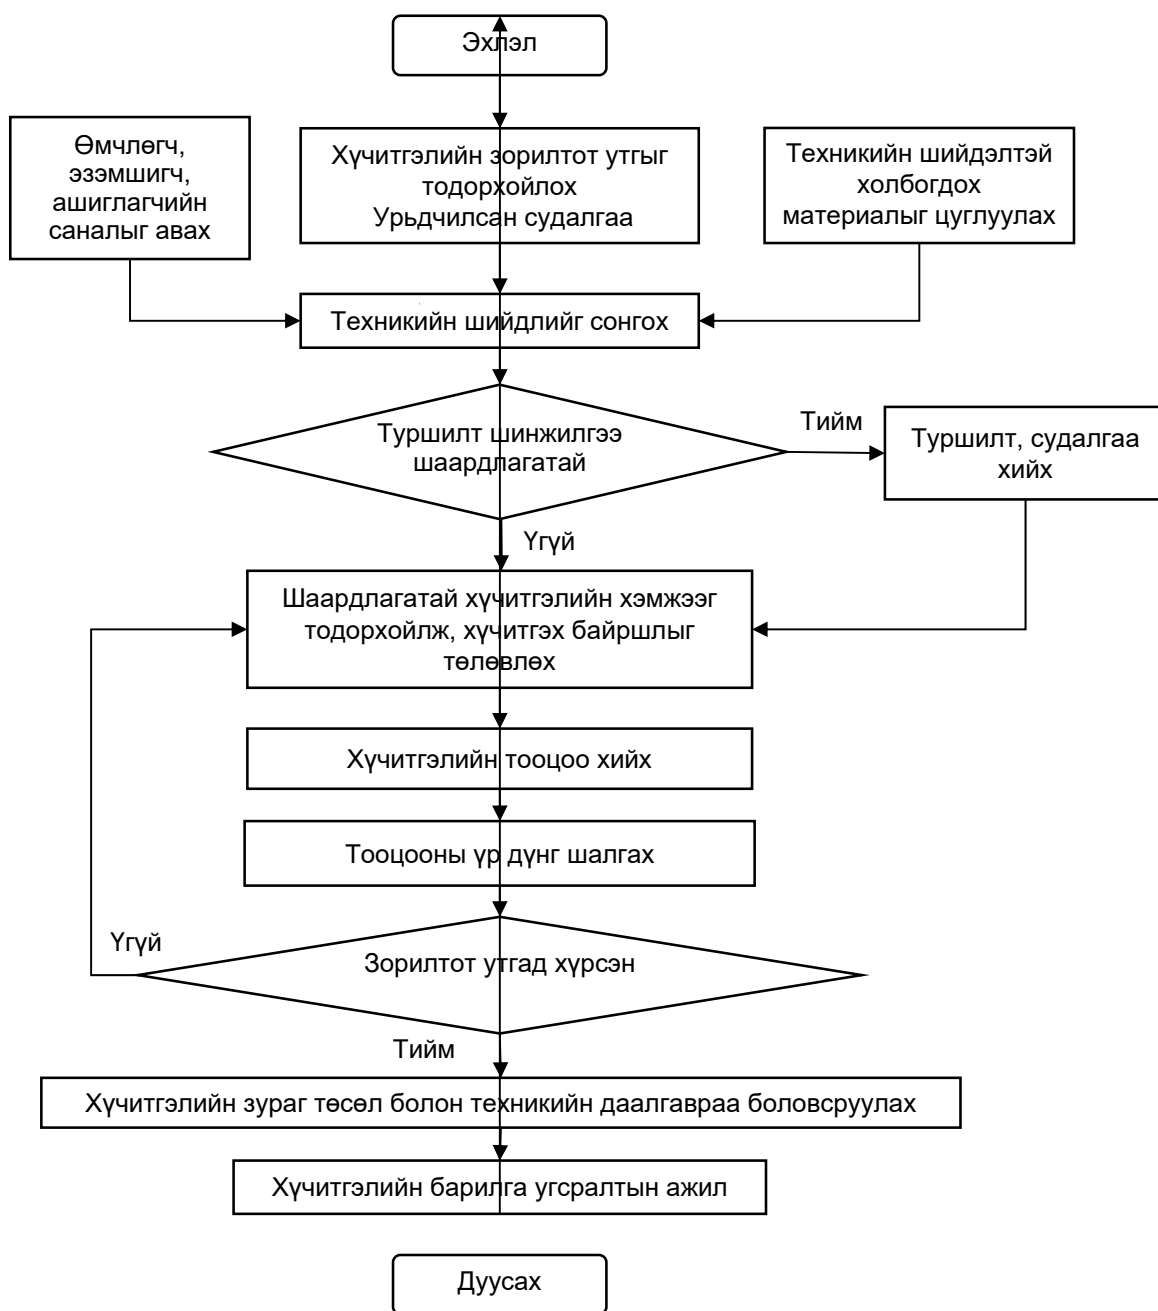 Эхлэл
Өмчлөгч,
эзэмшигч,
ашиглагчийн
саналыг авах
Хүчитгэлийн зорилтот утгыг
тодорхойлох
Урьдчилсан судалгаа
Техникийн шийдэлтэй
холбогдох
материалыг цуглуулах
Техникийн шийдлийг сонгох
Туршилт шинжилгээ
шаардлагатай
Тийм
Туршилт, судалгаа
хийх
Үгүй
Шаардлагатай хүчитгэлийн хэмжээг
тодорхойлж, хүчитгэх байршлыг
төлөвлөх
Хүчитгэлийн тооцоо хийх
Тооцооны үр дүнг шалгах
Үгүй
Зорилтот утгад хүрсэн
Тийм
Хүчитгэлийн зураг төсөл болон техникийн даалгавраа боловсруулах
Хүчитгэлийн барилга угсралтын ажил
Дуусах